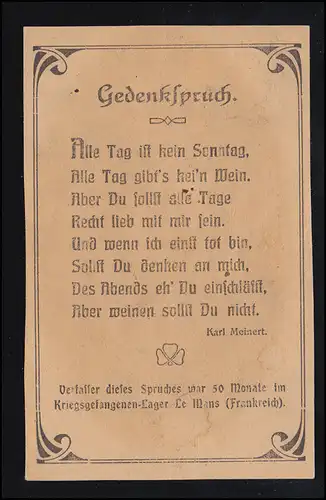 Gedenkspruch.
Alle Tag ist kein Sonntag,
Alle Tag gibt's kei'n Wein.
Aber Du sollst alle Tage
Recht lieb mit mir sein.
Und wenn ich einst tot bin,
Sollst Du denken an mich,
Des Abends eh' Du einschläfst,
Aber weinen sollst Du nicht.
Karl Meinert.
Verfasser dieses Spruches war 50 Monate im
Kriegsgefangenen-Lager Le Mans (Frankreich).